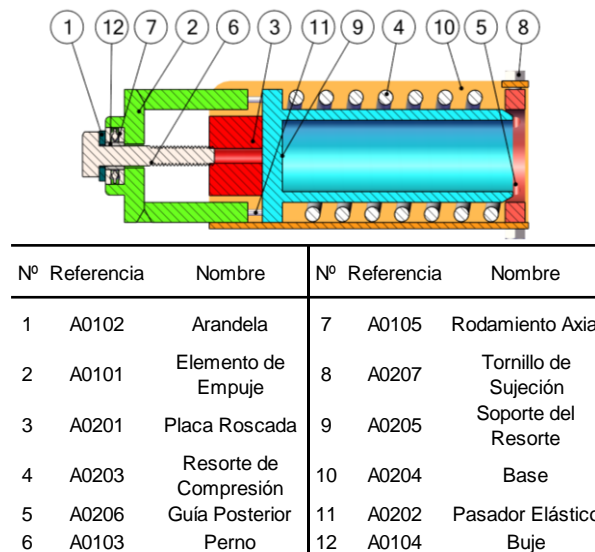 1 12 7 2 6 3 11 9 4 10 5 8
Nº Referencia Nombre Nº Referencia Nombre
1 A0102 Arandela 7 A0105 Rodamiento Axia
2 A0101 Elemento de Empuje 8 A0207 Tornillo de Sujeción
3 A0201 Placa Roscada 9 A0205 Soporte del Resorte
4 A0203 Resorte de Compresión 10 A0204 Base
5 A0206 Guía Posterior 11 A0202 Pasador Elástico
6 A0103 Perno 12 A0104 Buje